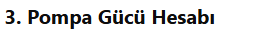 3. Pompa Gücü Hesabı